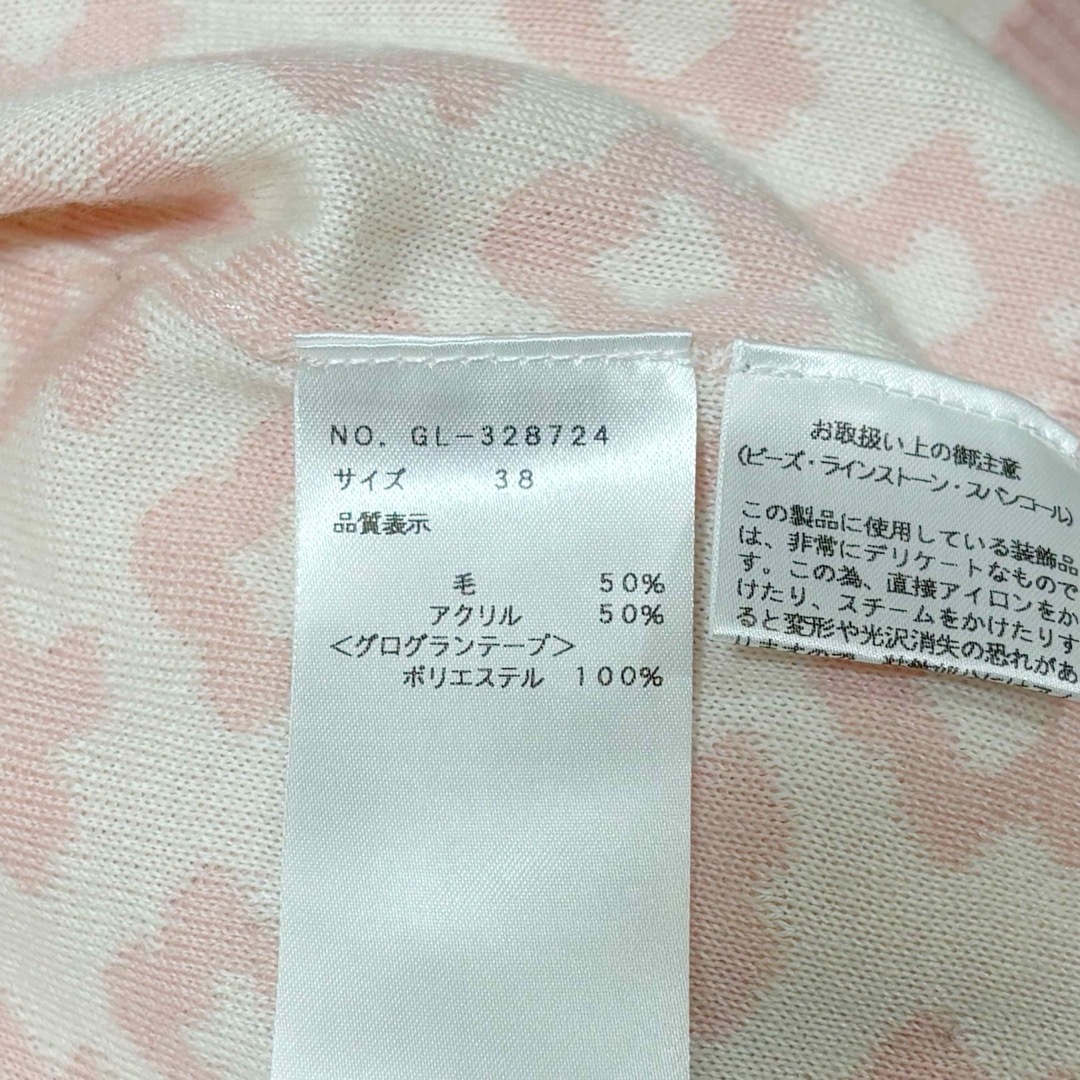 NO. GL-328724
サイズ 38
品質表示
毛 50%
アクリル 50%
<グログランテープ>
ポリエステル 100%
お取扱い上の御注意
(ビーズ・ラインストーン・スパンコール)
この製品に使用している装飾品
は、非常にデリケートなもので
す。この為、直接アイロンをか
けたり、スチームをかけたりす
ると変形や光沢消失の恐れがあ